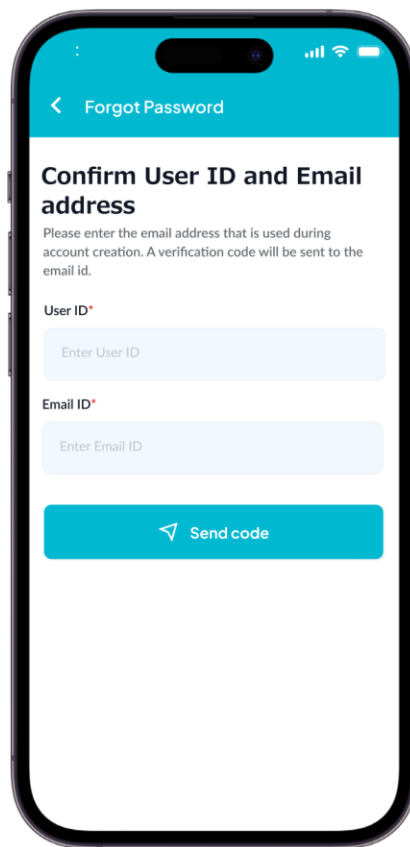 :
Forgot Password
Confirm User ID and Email
address
Please enter the email address that is used during
account creation. A verification code will be sent to the
email id.
User ID*
Enter User ID
Email ID*
Enter Email ID
Send code